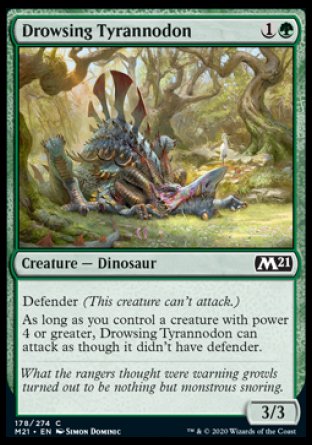 Drowsing Tyrannodon 1
Creature — Dinosaur M21
Defender (This creature can't attack.)
As long as you control a creature with power
4 or greater, Drowsing Tyrannodon can
attack as though it didn't have defender.
What the rangers thought were warning growls
turned out to be nothing but monstrous snoring.
3/3
178/274 C
M21 • EN Simon Dominic
™ & © 2020 Wizards of the Coast